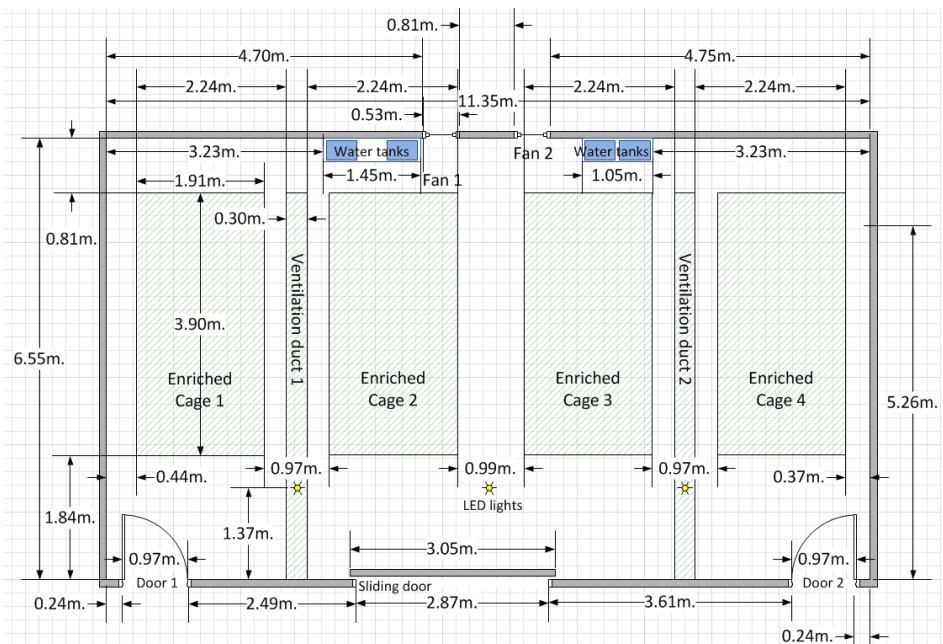 0.81m.
4.70m.
4.75m.
2.24m.
2.24m.
2.24m.
2.24m.
11.35m.
0.53m.
3.23m.
Water tanks
Fan 2
Water tanks
3.23m.
1.91m.
1.45m.
Fan 1
1.05m.
0.30m.
0.81m.
Ventilation duct 1
Ventilation duct 2
3.90m.
6.55m.
Enriched
Cage 1
Enriched
Cage 2
Enriched
Cage 3
Enriched
Cage 4
5.26m.
0.44m.
0.97m.
0.99m.
0.97m.
0.37m.
LED lights
1.84m.
1.37m.
3.05m.
0.97m.
0.97m.
Door 1
Sliding door
Door 2
0.24m.
2.49m.
2.87m.
3.61m.
0.24m.